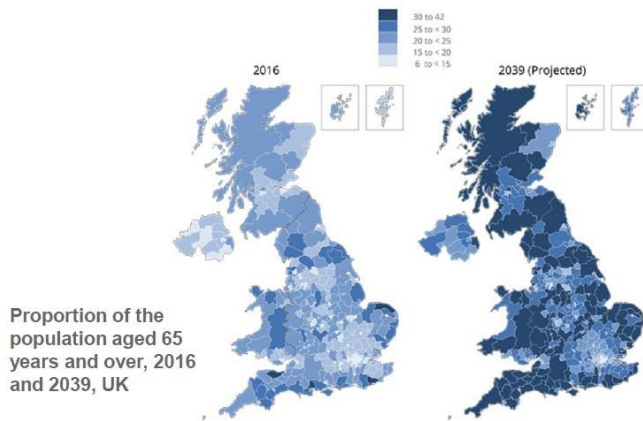 30 to 42
25 to < 30
20 to < 25
15 to < 20
6 to < 15
2016
2039 (Projected)
Proportion of the
population aged 65
years and over, 2016
and 2039, UK